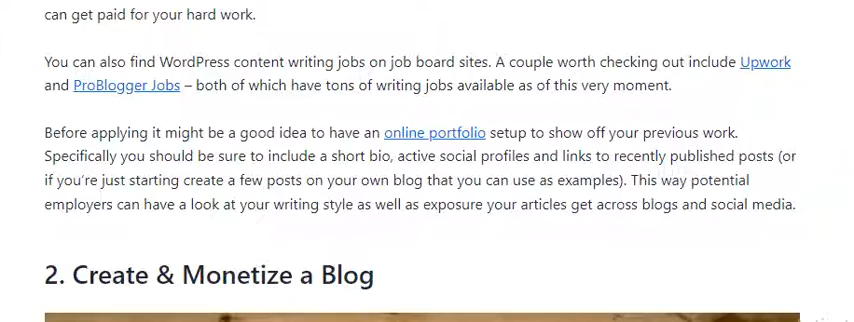 can get paid for your hard work.
You can also find WordPress content writing jobs on job board sites. A couple worth checking out include Upwork
and ProBlogger Jobs – both of which have tons of writing jobs available as of this very moment.
Before applying it might be a good idea to have an online portfolio setup to show off your previous work.
Specifically you should be sure to include a short bio, active social profiles and links to recently published posts (or
if you’re just starting create a few posts on your own blog that you can use as examples). This way potential
employers can have a look at your writing style as well as exposure your articles get across blogs and social media.
2. Create & Monetize a Blog